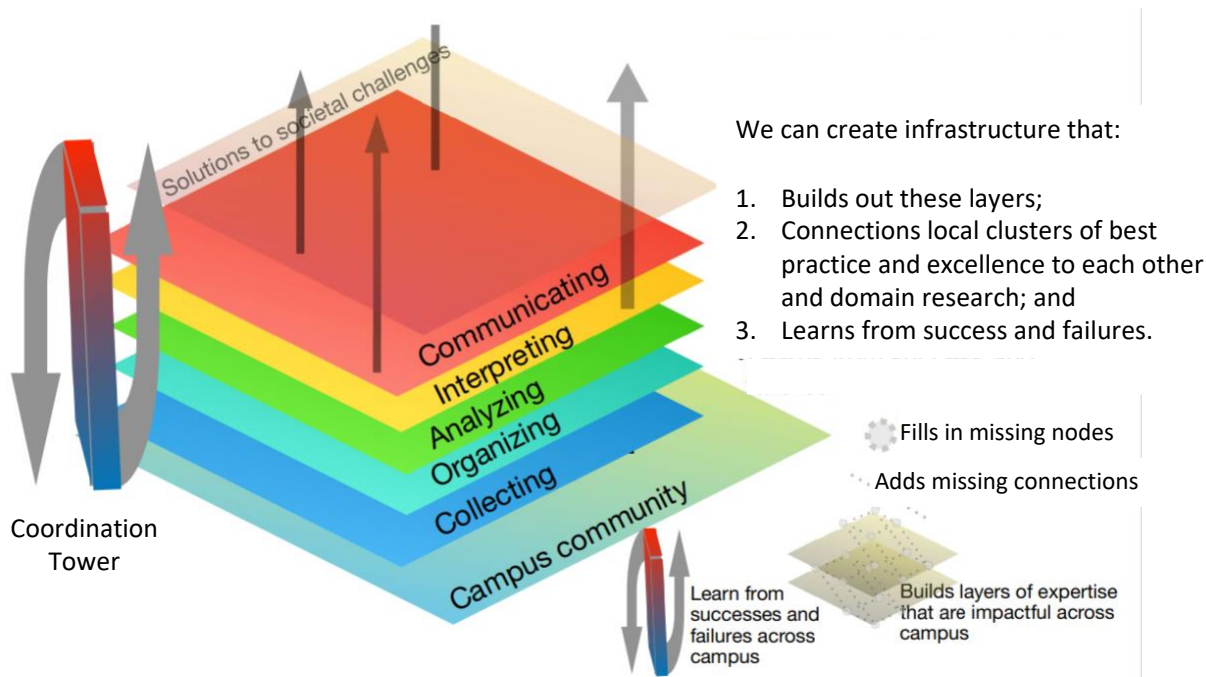 Solutions to societal challenges
Communicating
Interpreting
Analyzing
Organizing
Collecting
Campus community
Coordination
Tower
We can create infrastructure that:
1. Builds out these layers;
2. Connections local clusters of best
practice and excellence to each other
and domain research; and
3. Learns from success and failures.
Fills in missing nodes
Adds missing connections
Learn from
successes and
failures across
campus
Builds layers of expertise
that are impactful across
campus